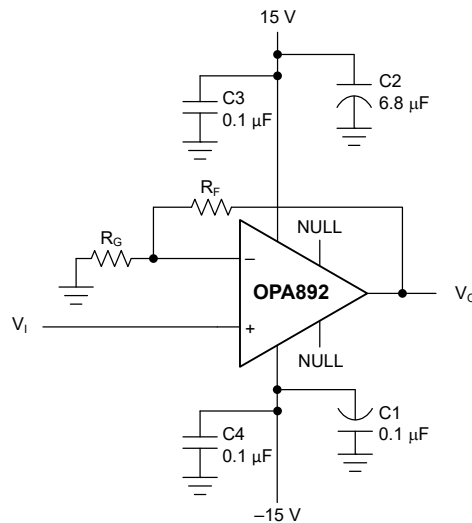 15 V
C3
0.1 μF
C2
6.8 μF
RF
RG
NULL
–
OPA892
VI
+
NULL
C4
0.1 μF
C1
0.1 μF
–15 V